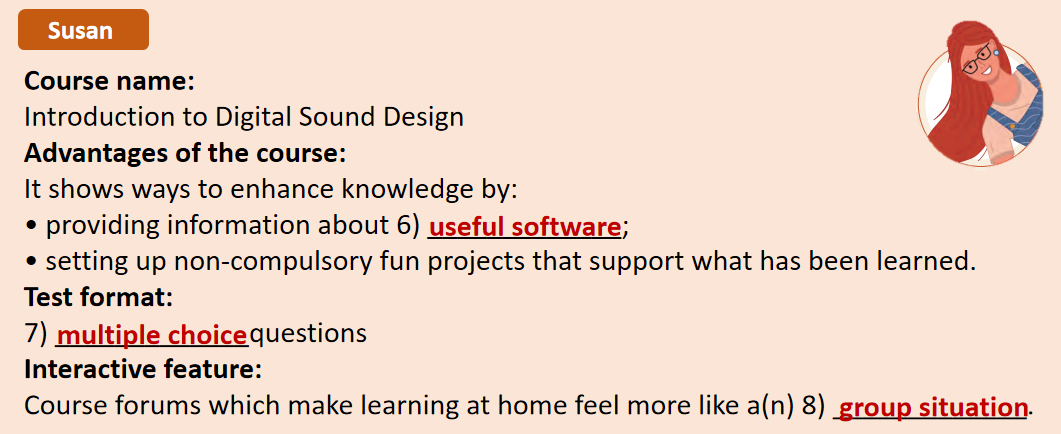 Susan
Course name:
Introduction to Digital Sound Design
Advantages of the course:
It shows ways to enhance knowledge by:
• providing information about 6) useful software;
• setting up non-compulsory fun projects that support what has been learned.
Test format:
7) multiple choice questions
Interactive feature:
Course forums which make learning at home feel more like a(n) 8) group situation.